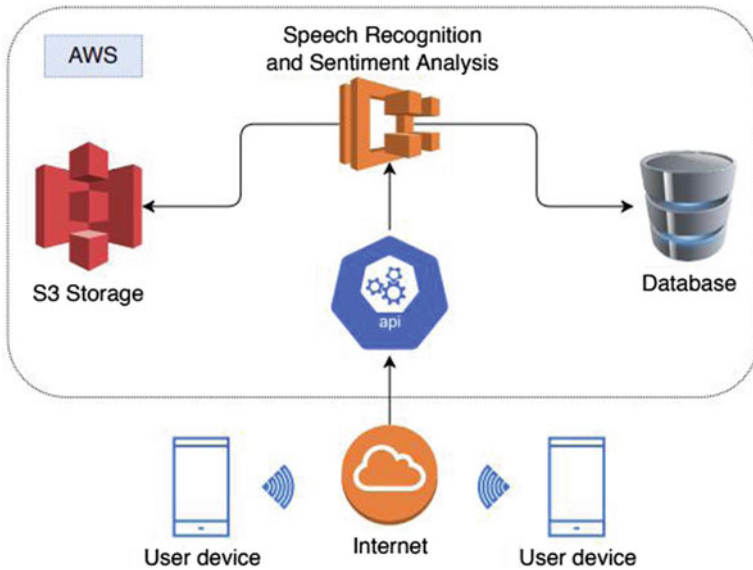 AWS
Speech Recognition
and Sentiment Analysis
S3 Storage
Database
api
User device
Internet
User device